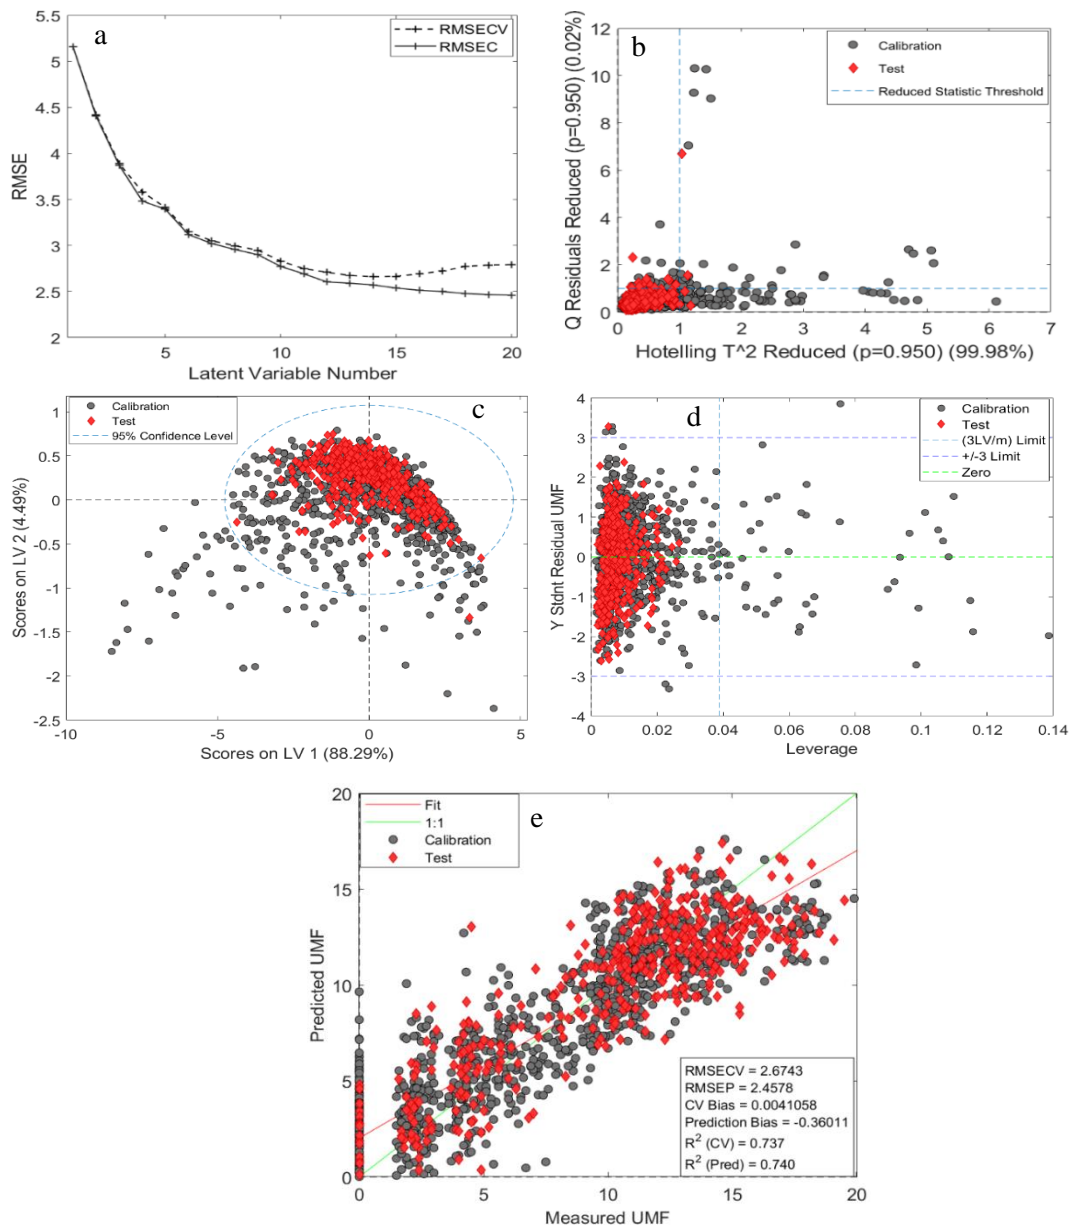 a
RMSECV
RMSEC
5.5
5
4.5
4
3.5
3
2.5
2
RMSE
5
10
15
20
Latent Variable Number
b
Calibration
Test
Reduced Statistic Threshold
12
10
8
6
4
2
0
Q Residuals Reduced (p=0.950) (0.02%)
0
1
2
3
4
5
6
7
Hotelling T^2 Reduced (p=0.950) (99.98%)
c
Calibration
Test
95% Confidence Level
1
0.5
0
-0.5
-1
-1.5
-2
-2.5
Scores on LV 2 (4.49%)
-10
-5
0
5
Scores on LV 1 (88.29%)
d
Calibration
Test
(3LV/m) Limit
+/-3 Limit
Zero
4
3
2
1
0
-1
-2
-3
-4
Y Stdnt Residual UMF
0
0.02
0.04
0.06
0.08
0.1
0.12
0.14
Leverage
e
Fit
1:1
Calibration
Test
20
15
10
5
0
Predicted UMF
RMSECV = 2.6743
RMSEP = 2.4578
CV Bias = 0.0041058
Prediction Bias = -0.36011
R² (CV) = 0.737
R² (Pred) = 0.740
0
5
10
15
20
Measured UMF